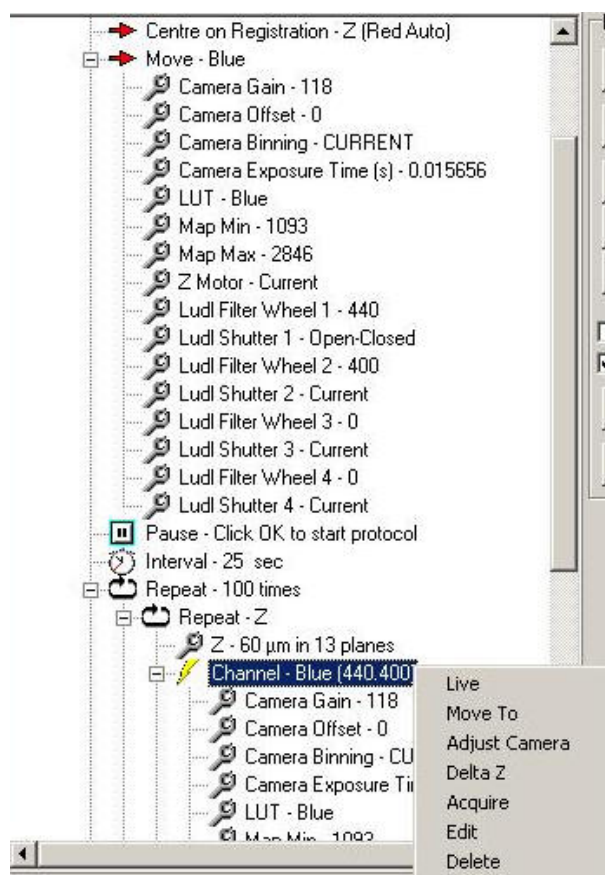 Centre on Registration - Z (Red Auto)
Move - Blue
Camera Gain - 118
Camera Offset - 0
Camera Binning - CURRENT
Camera Exposure Time (s) - 0.015656
LUT - Blue
Map Min - 1093
Map Max - 2846
Z Motor - Current
Ludl Filter Wheel 1 - 440
Ludl Shutter 1 - Open-Closed
Ludl Filter Wheel 2 - 400
Ludl Shutter 2 - Current
Ludl Filter Wheel 3 - 0
Ludl Shutter 3 - Current
Ludl Filter Wheel 4 - 0
Ludl Shutter 4 - Current
Pause - Click OK to start protocol
Interval - 25 sec
Repeat - 100 times
Repeat - Z
Z - 60 µm in 13 planes
Channel - Blue (440.400)
Camera Gain - 118
Camera Offset - 0
Camera Binning - CU
Camera Exposure Ti
LUT - Blue
Map Min - 1093
Live
Move To
Adjust Camera
Delta Z
Acquire
Edit
Delete